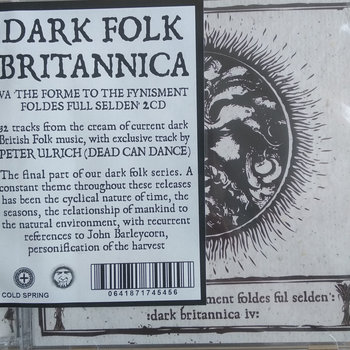 DARK FOLK
BRITANNICA
VA 'THE FORME TO THE FYNISMENT
FOLDES FULL SELDEN' 2CD
32 tracks from the cream of current dark
British Folk music, with exclusive track by
PETER ULRICH (DEAD CAN DANCE)
The final part of our dark folk series. A
constant theme throughout these releases
has been the cyclical nature of time, the
seasons, the relationship of mankind to
the natural environment, with recurrent
references to John Barleycorn,
personification of the harvest
COLD SPRING
0641871745456
sment foldes ful selden':
:dark britannica iv: